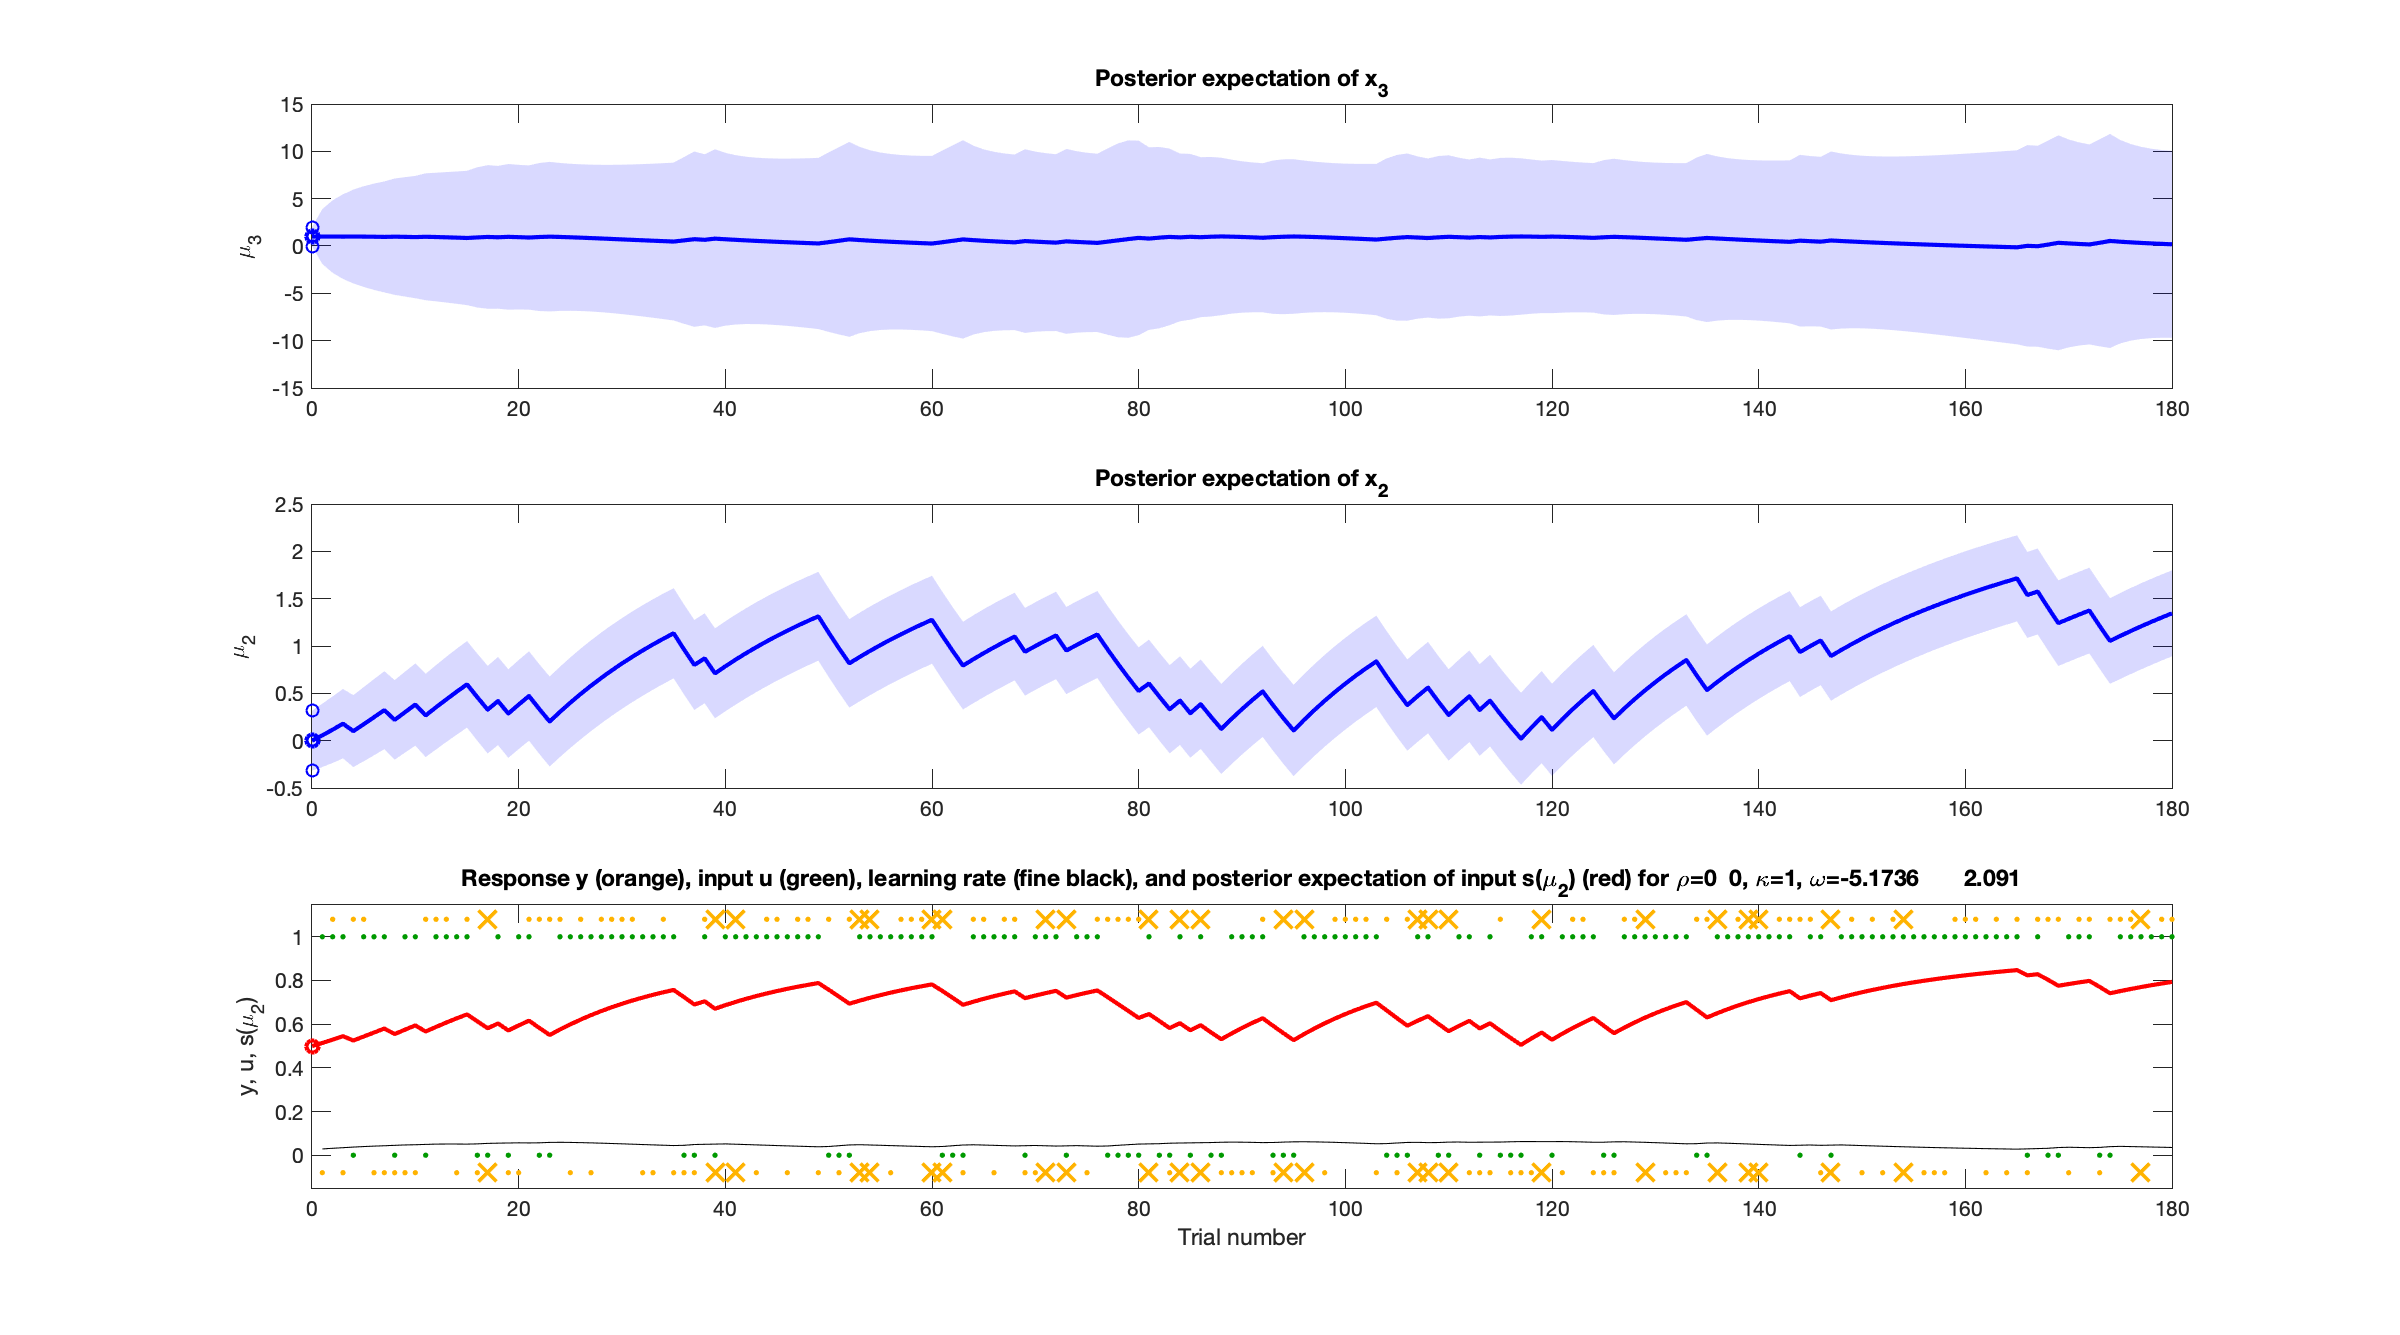 Posterior expectation of x3
15
10
5
0
-5
-10
-15
μ3
0 20 40 60 80 100 120 140 160 180
Posterior expectation of x2
2.5
2
1.5
1
0.5
0
-0.5
μ2
0 20 40 60 80 100 120 140 160 180
Response y (orange), input u (green), learning rate (fine black), and posterior expectation of input s(μ2) (red) for ρ=0 0, κ=1, ω=-5.1736 2.091
1
0.8
0.6
0.4
0.2
0
y, u, s(μ2)
0 20 40 60 80 100 120 140 160 180
Trial number